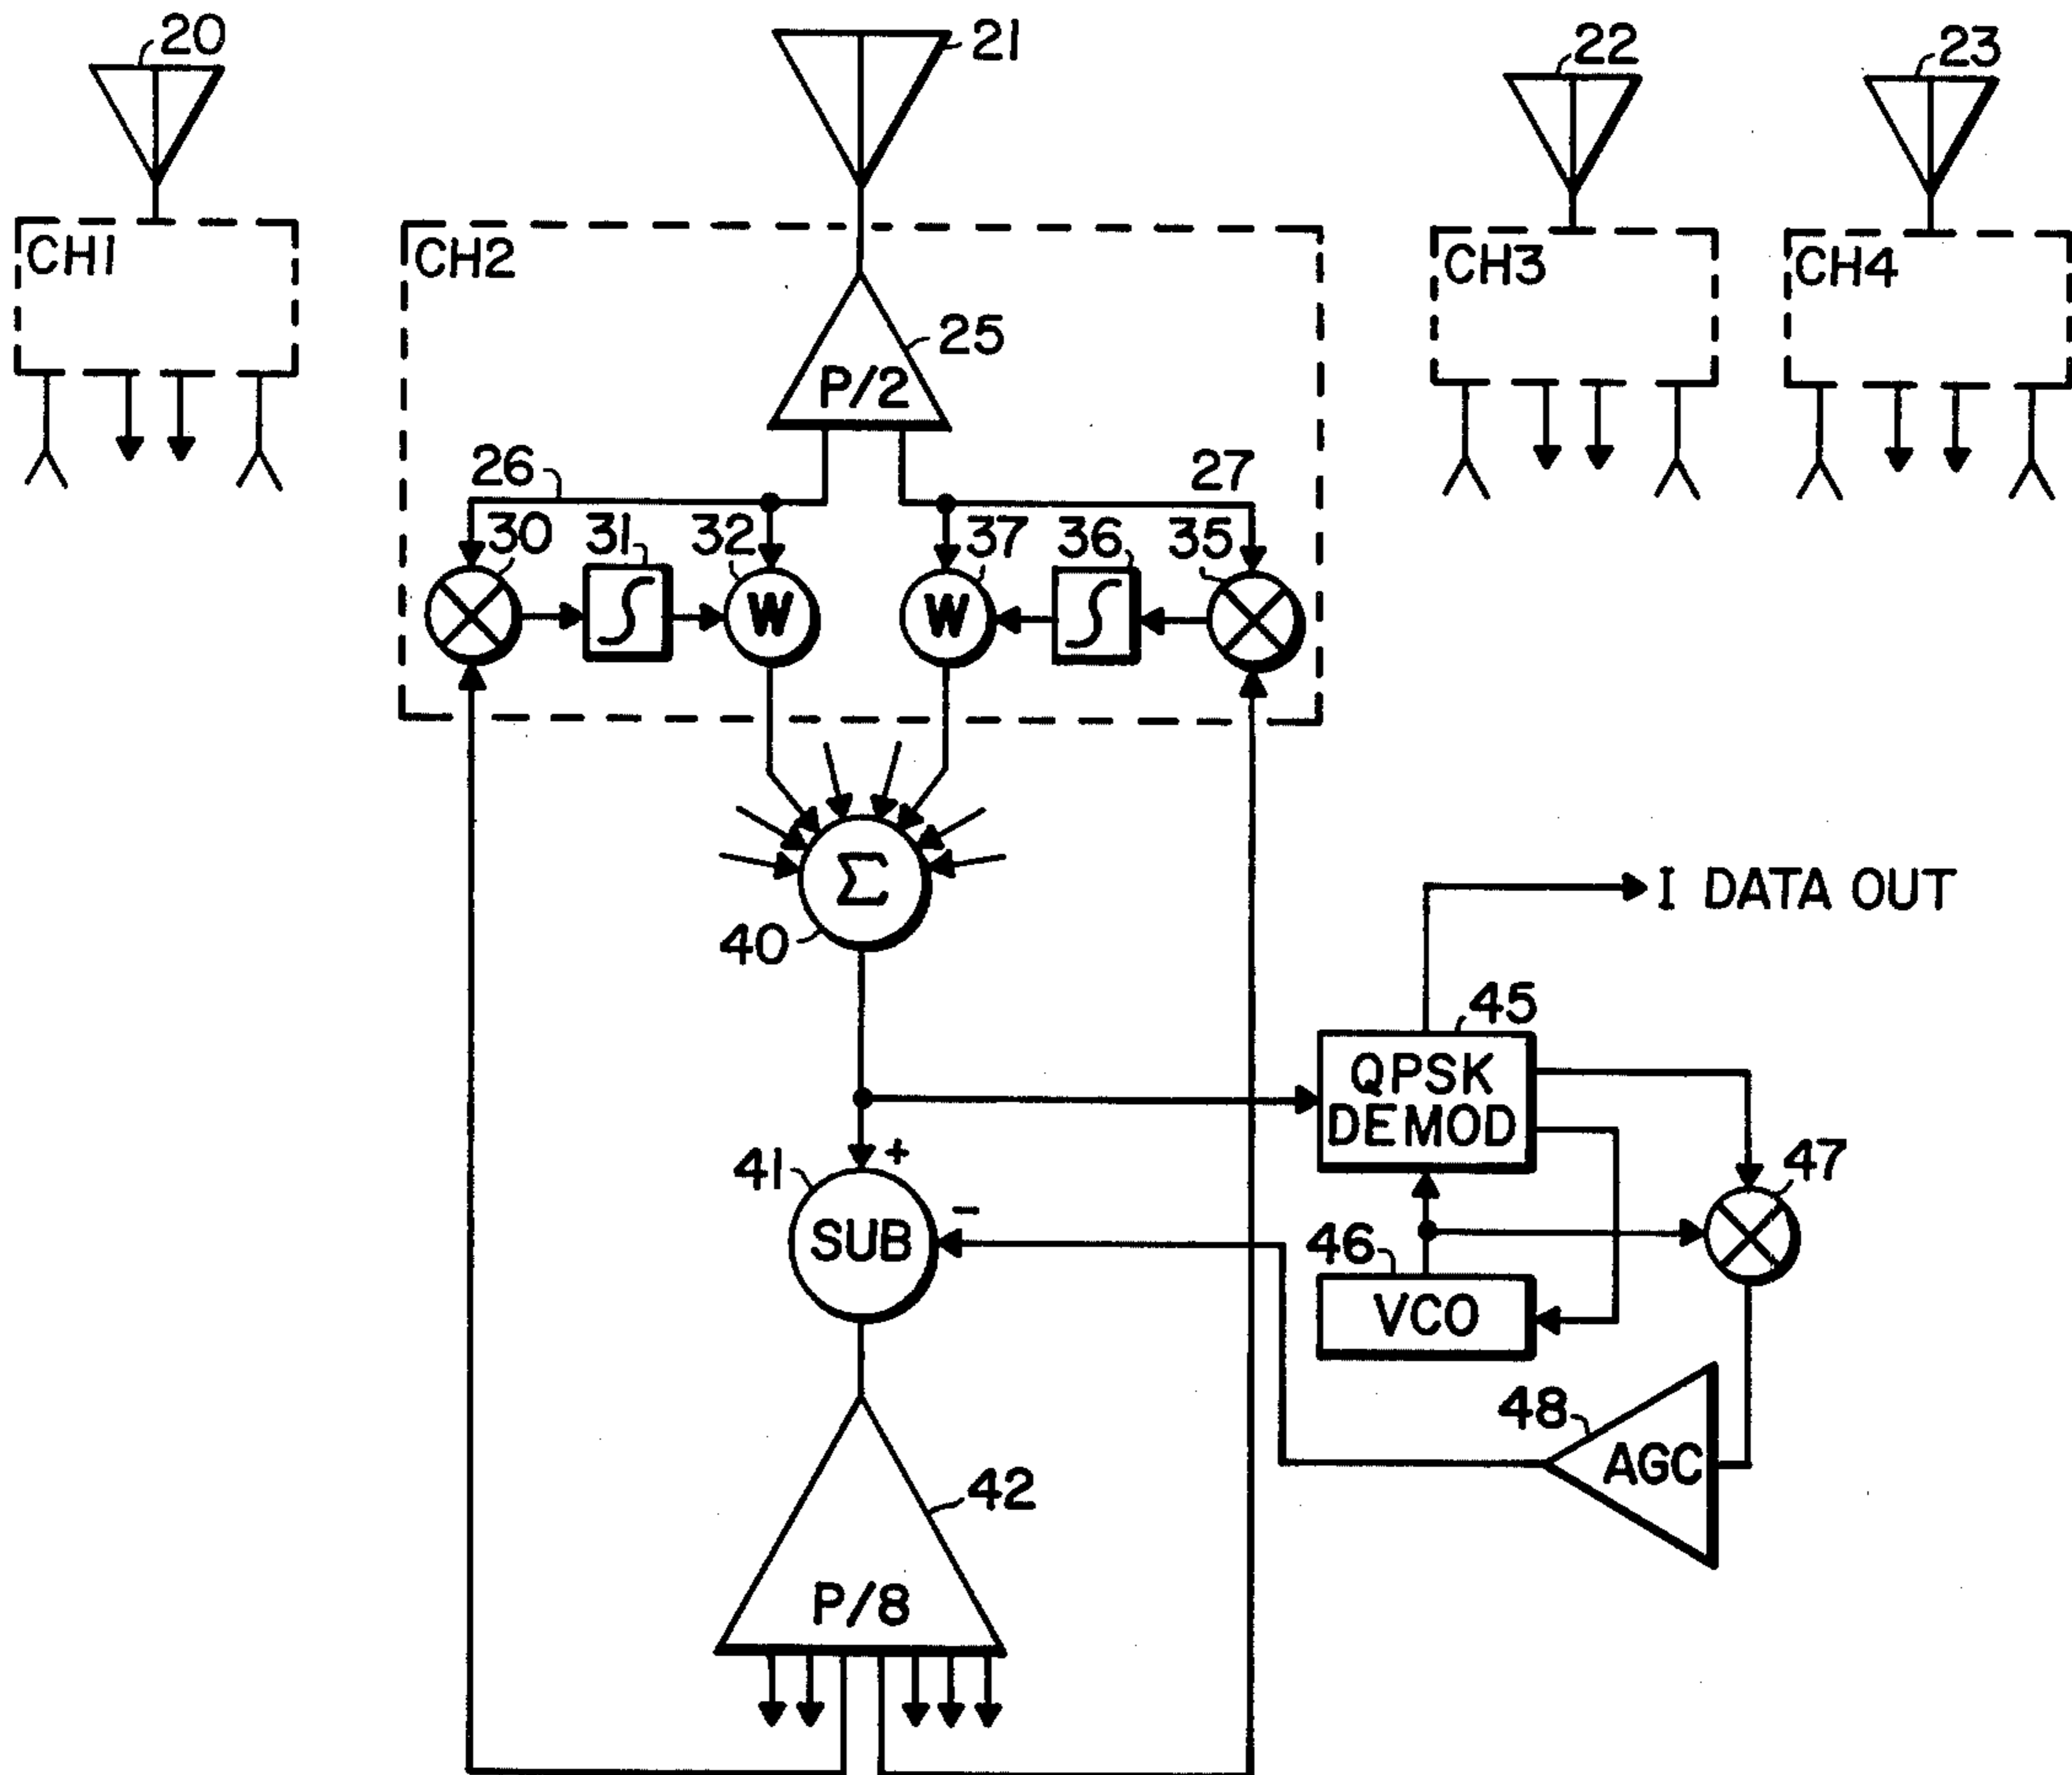 20
21
22
23
CH1
CH2
CH3
CH4
25
P/2
26
27
30
31
32
37
36
35
∫
W
W
∫
Σ
40
I DATA OUT
45
QPSK
DEMOD
+
41
-
SUB
47
46
VCO
48
AGC
42
P/8